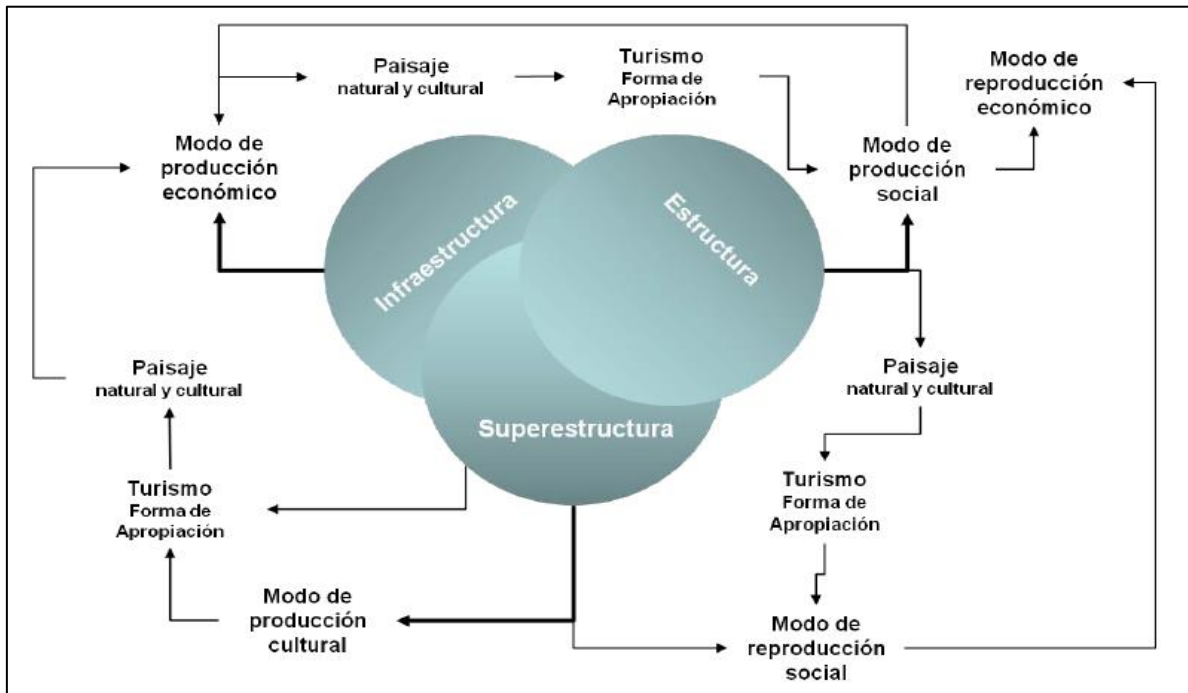 Paisaje
natural y cultural
Turismo
Forma de
Apropiación
Modo de
reproducción
económico
Modo de
producción
económico
Modo de
producción
social
Infraestructura
Estructura
Superestructura
Paisaje
natural y cultural
Paisaje
natural y cultural
Turismo
Forma de
Apropiación
Turismo
Forma de
Apropiación
Modo de
producción
cultural
Modo de
reproducción
social